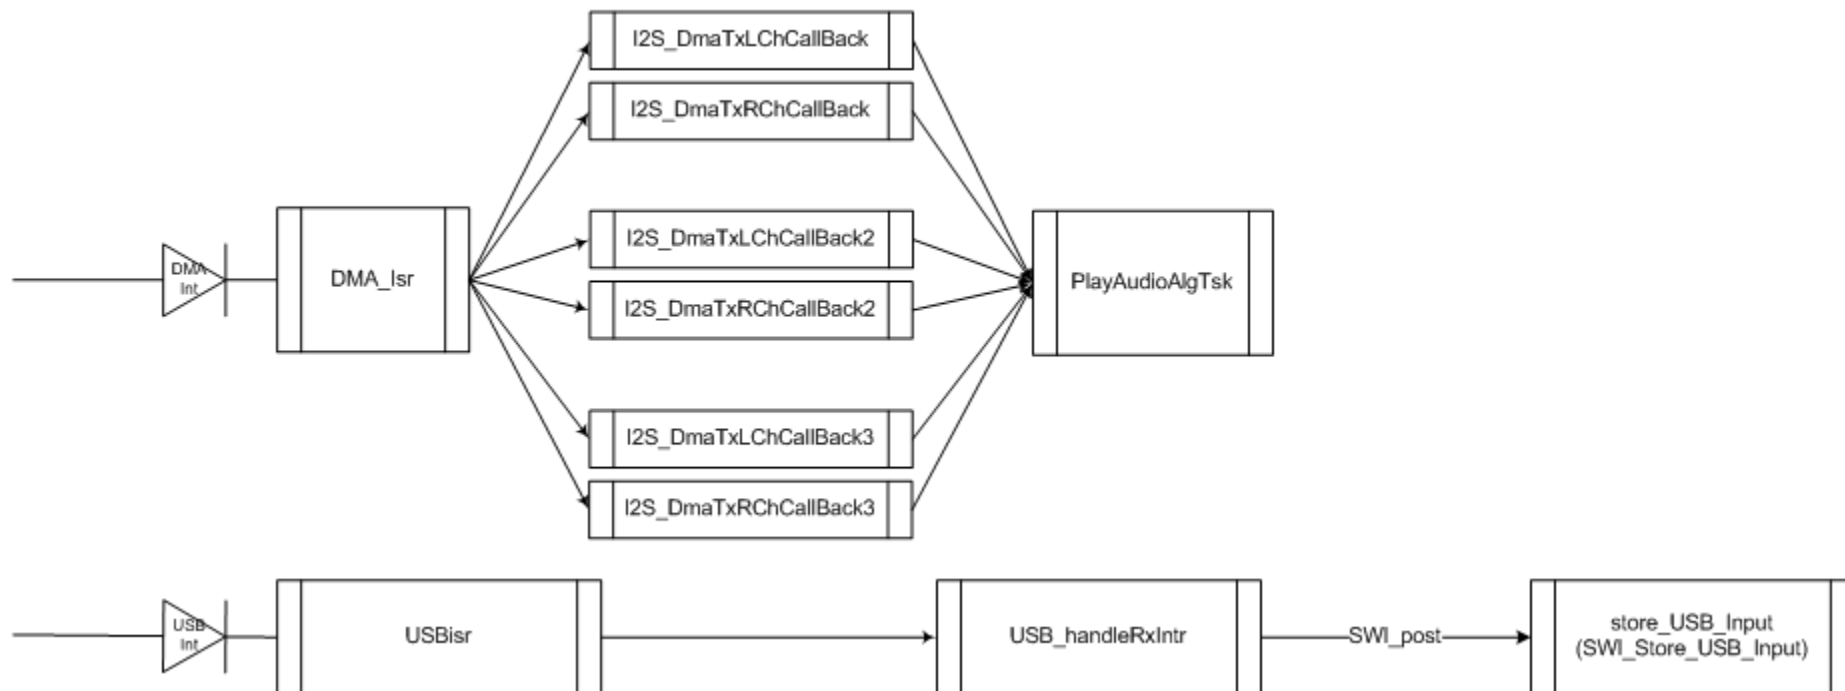 I2S_DmaTxLChCallBack
I2S_DmaTxRChCallBack
I2S_DmaTxLChCallBack2
DMA
Int
DMA_Isr
PlayAudioAlgTsk
I2S_DmaTxRChCallBack2
I2S_DmaTxLChCallBack3
I2S_DmaTxRChCallBack3
USB
Int
USBisr
USB_handleRxIntr
SWI_post
store_USB_Input
(SWI_Store_USB_Input)